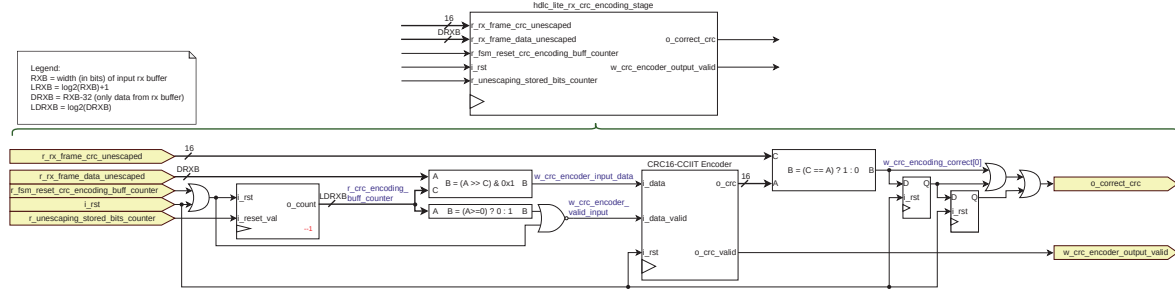 hdlc_lite_rx_crc_encoding_stage
16
r_rx_frame_crc_unescaped
DRXB
r_rx_frame_data_unescaped
r_fsm_reset_crc_encoding_buff_counter
i_rst
r_unescaping_stored_bits_counter
o_correct_crc
w_crc_encoder_output_valid
Legend:
RXB = width (in bits) of input rx buffer
LRXB = log2(RXB)+1
DRXB = RXB-32 (only data from rx buffer)
LDRXB = log2(DRXB)
r_rx_frame_crc_unescaped
16
r_rx_frame_data_unescaped
DRXB
r_fsm_reset_crc_encoding_buff_counter
i_rst
r_unescaping_stored_bits_counter
i_rst
o_count
i_reset_val
--1
LDRXB
r_crc_encoding_
buff_counter
A
C
B = (A >> C) & 0x1
B
A
B = (A>=0) ? 0 : 1
B
w_crc_encoder_input_data
w_crc_encoder_
valid_input
CRC16-CCIIT Encoder
i_data
o_crc
16
i_data_valid
i_rst
o_crc_valid
C
B = (C == A) ? 1 : 0
B
A
w_crc_encoding_correct[0]
D
Q
i_rst
D
Q
i_rst
o_correct_crc
w_crc_encoder_output_valid